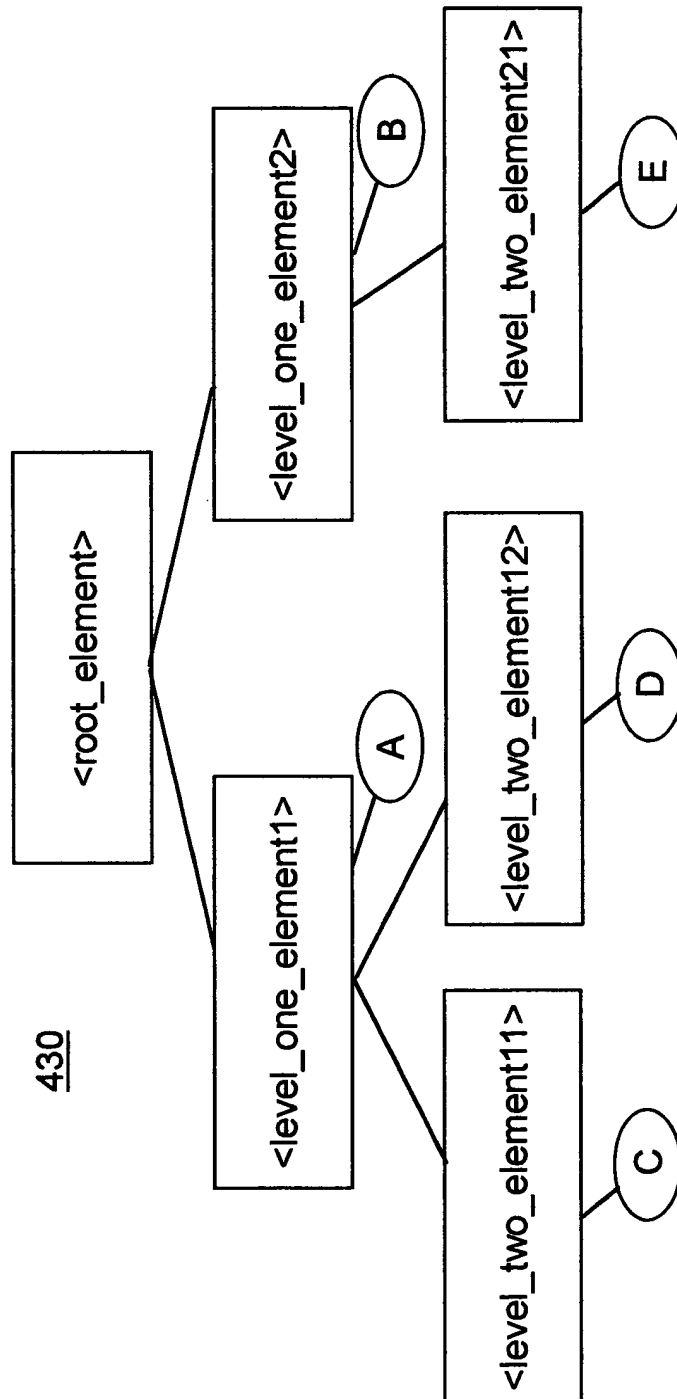 430
<root_element>
<level_one_element1>
<level_one_element2>
A
B
<level_two_element11>
<level_two_element12>
<level_two_element21>
C
D
E